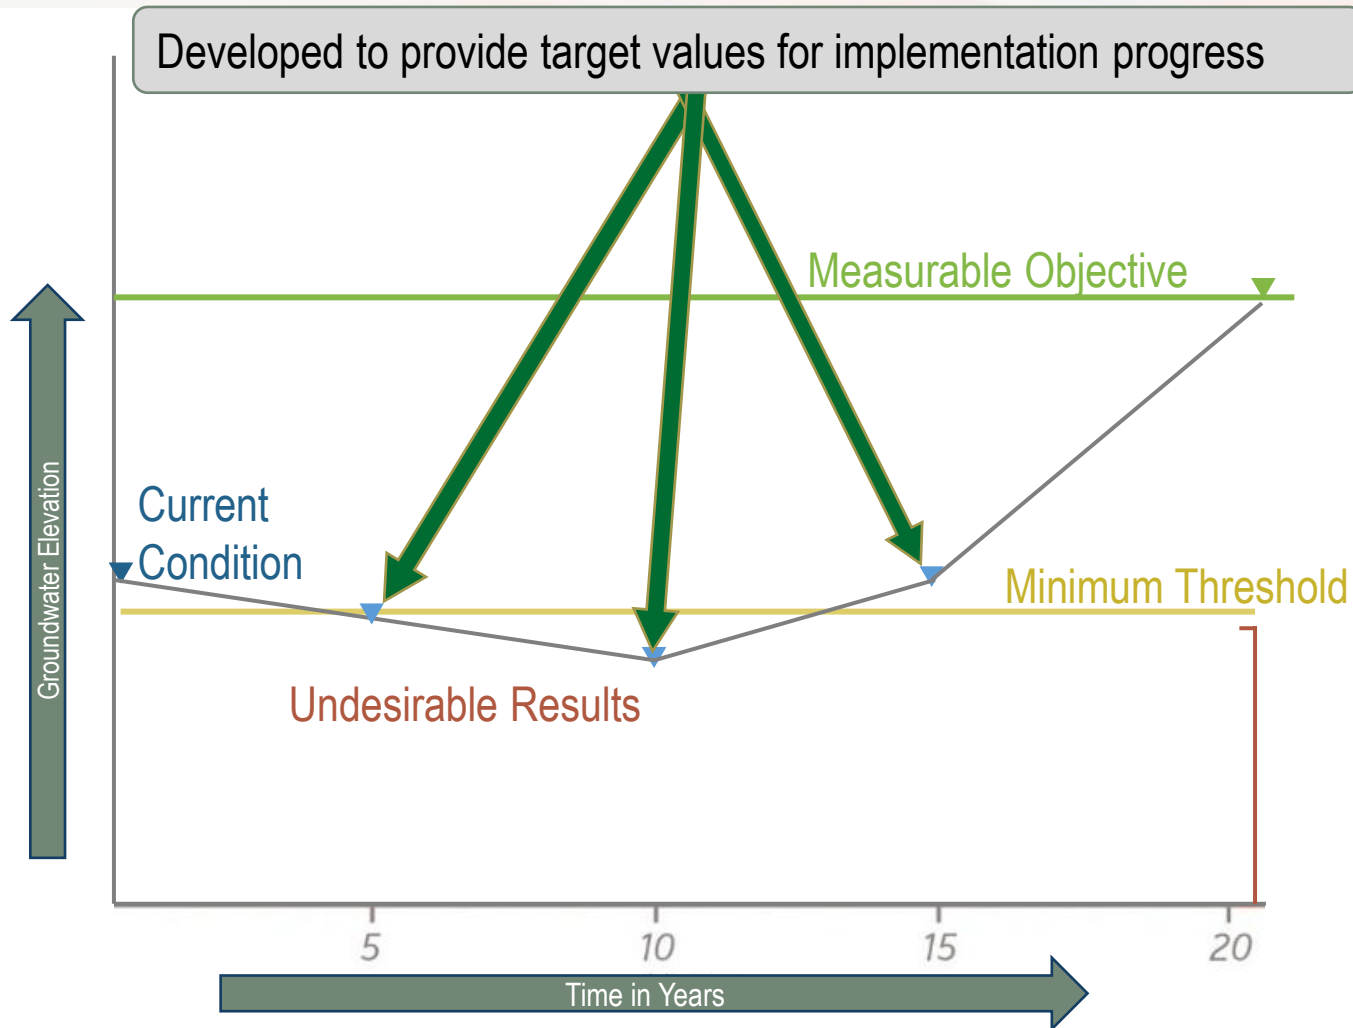 Developed to provide target values for implementation progress
Measurable Objective
Current
Condition
Minimum Threshold
Undesirable Results
Groundwater Elevation
5
10
15
20
Time in Years